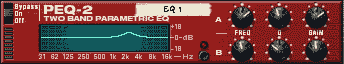 Bypass
On
Off
PEQ-2
EQ 1
TWO BAND PARAMETRIC EQ
+18
0-dB
-18
31 62 125 250 500 1k 2k 4k 8k 16k Hz
A
FREQ Q GAIN
B